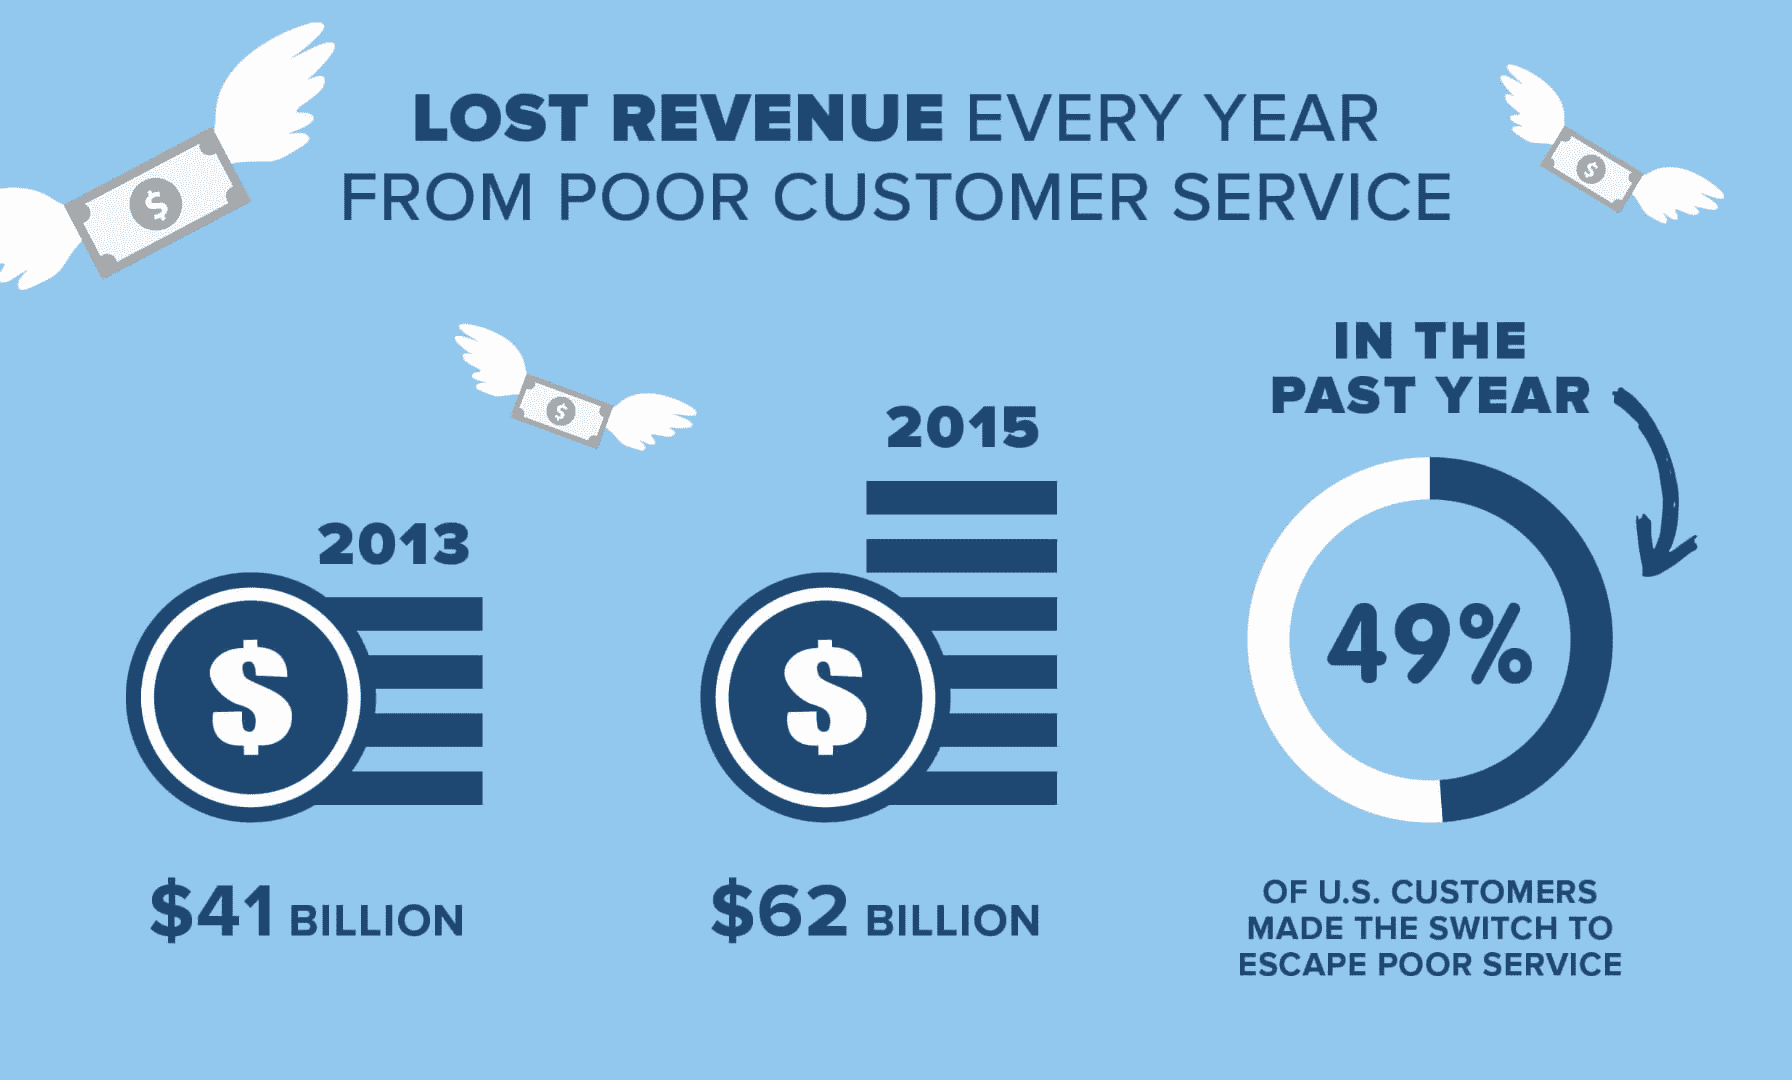 LOST REVENUE EVERY YEAR
FROM POOR CUSTOMER SERVICE
$
$
$
2013
$
$41 BILLION
2015
$
$62 BILLION
IN THE
PAST YEAR
49%
OF U.S. CUSTOMERS
MADE THE SWITCH TO
ESCAPE POOR SERVICE